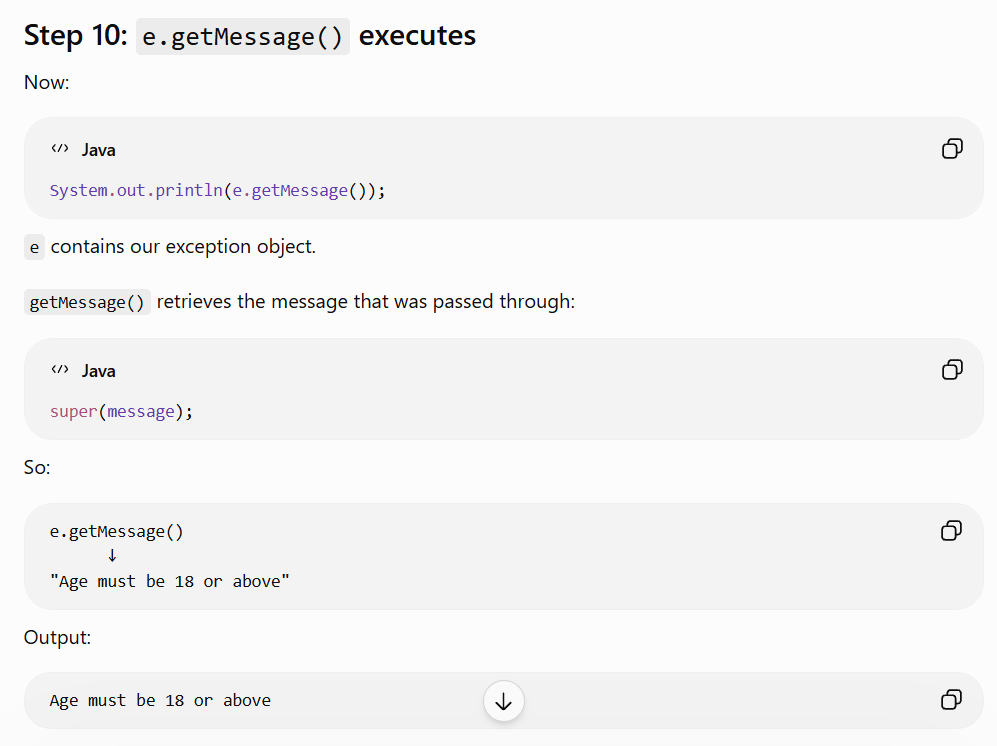 Step 10: e.getMessage() executes
Now:
</> Java
System.out.println(e.getMessage());
e contains our exception object.
getMessage() retrieves the message that was passed through:
</> Java
super(message);
So:
e.getMessage()
↓
"Age must be 18 or above"
Output:
Age must be 18 or above